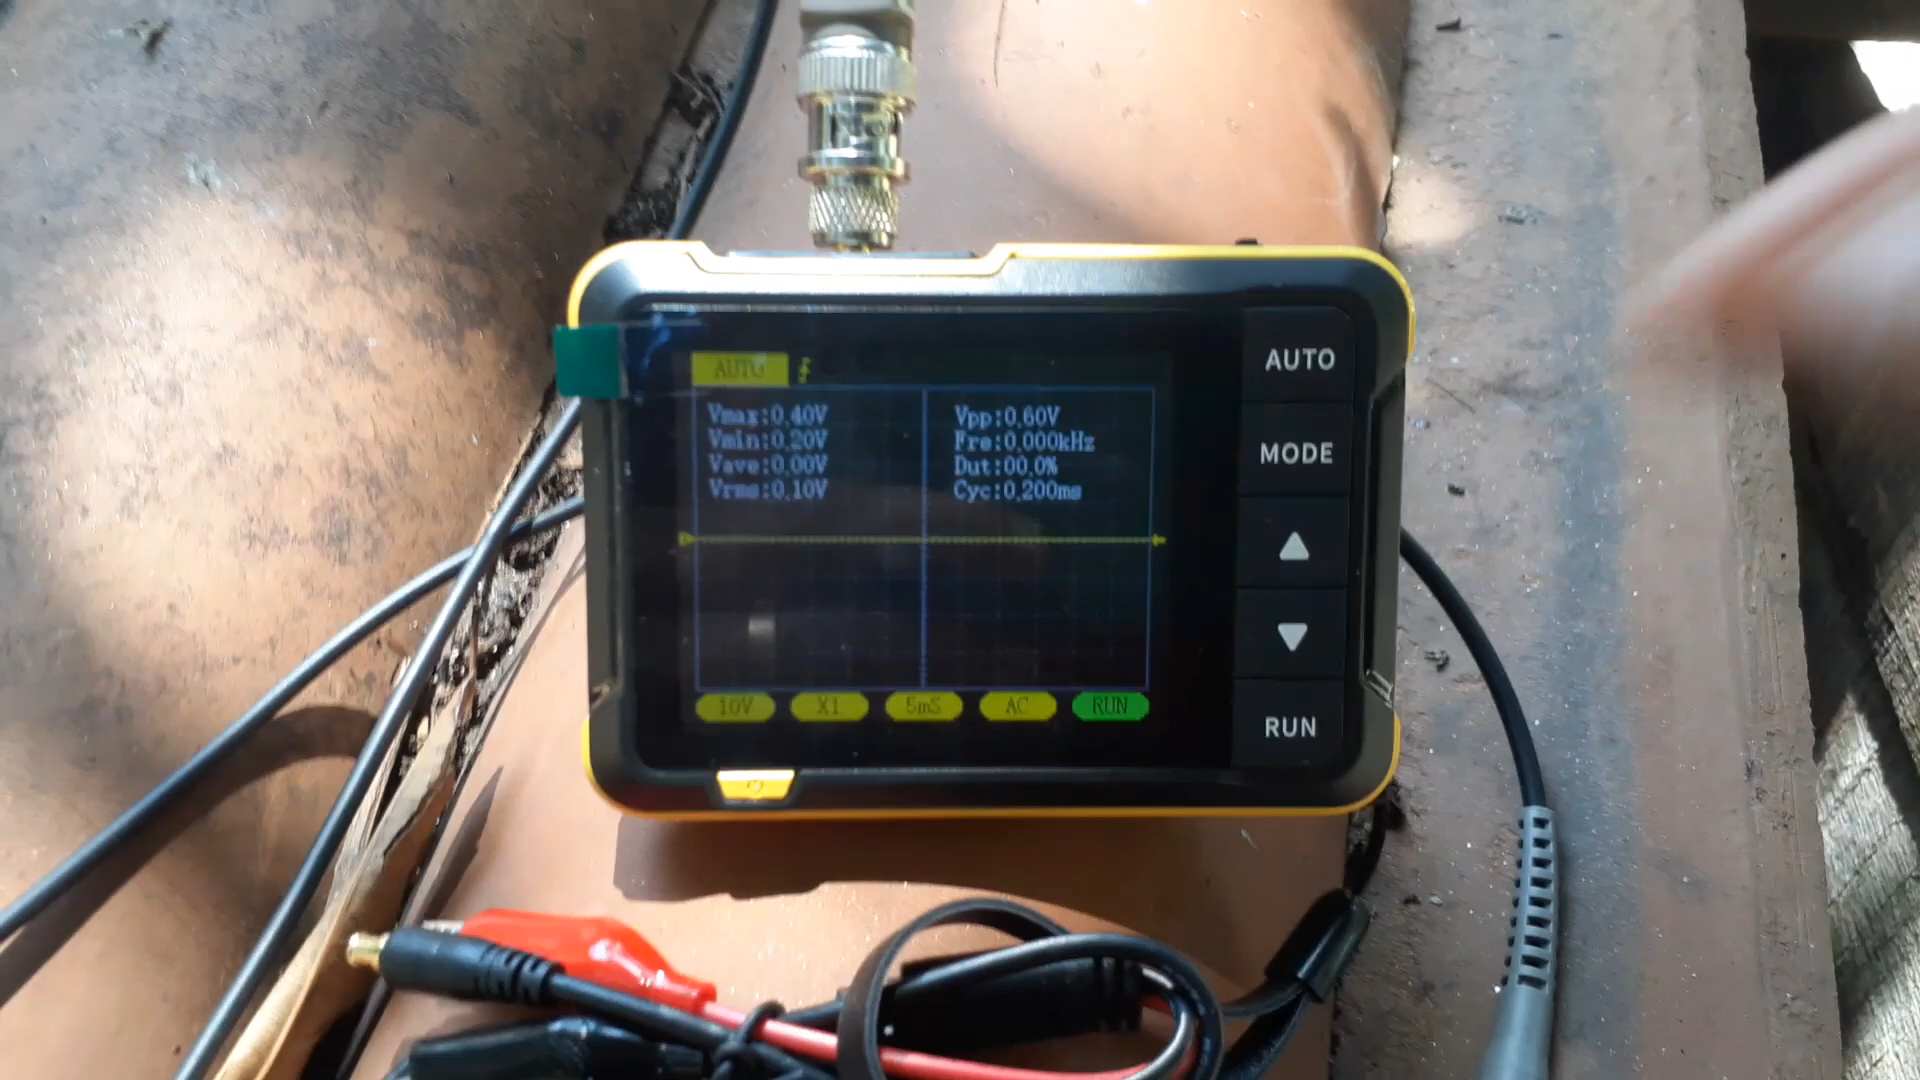 AUTO
Vmax:0.40V
Vmin:0.20V
Vave:0.00V
Vrms:0.10V
Vpp:0.60V
Fre:0.000kHz
Dut:00.0%
Cyc:0.200ms
10V X1 5mS AC RUN
AUTO
MODE
RUN